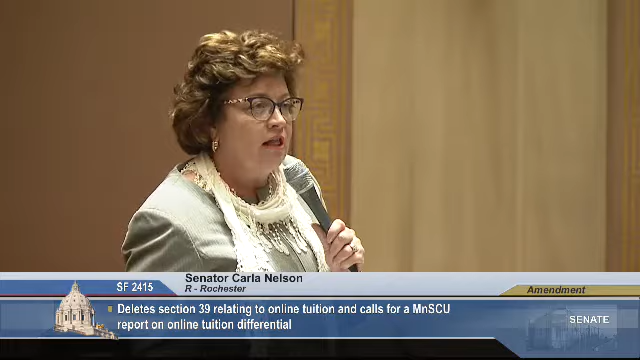 Senator Carla Nelson
SF 2415
R - Rochester
Amendment
Deletes section 39 relating to online tuition and calls for a MnSCU
report on online tuition differential
SENATE